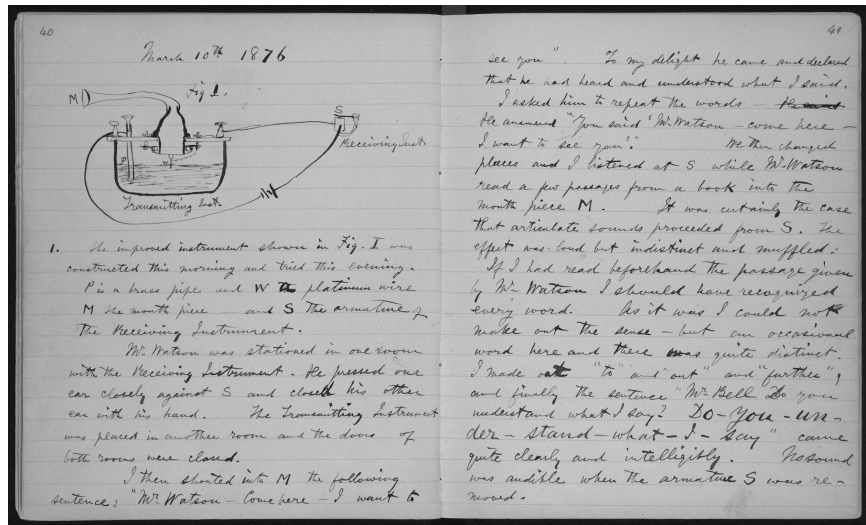 40
March 10th 1876
Fig 1.
M
S
Receiving Inst.
P
W
Transmitting Inst.
1. The improved instrument shown in Fig. I was
constructed this morning and tried this evening.
P is a brass pipe and W the platinum wire
M the mouth piece — and S the armature of
the Receiving Instrument.
Mr. Watson was stationed in one room
with the Receiving Instrument. He pressed one
ear closely against S and closed his other
ear with his hand. The Transmitting Instrument
was placed in another room and the doors of
both rooms were closed.
I then shouted into M the following
sentence: "Mr. Watson — Come here — I want to
41
see you". To my delight he came and declared
that he had heard and understood what I said.
I asked him to repeat the words — He said
He answered "You said 'Mr. Watson — come here —
I want to see you'." We then changed
places and I listened at S while Mr. Watson
read a few passages from a book into the
mouth piece M. It was certainly the case
that articulate sounds proceeded from S. The
effect was loud but indistinct and muffled.
If I had read beforehand the passage given
by Mr. Watson I should have recognized
every word. As it was I could not
make out the sense — but an occasional
word here and there was quite distinct.
I made out "to" and "out" and "further";
and finally the sentence "Mr. Bell Do you
understand what I say? Do-you-un-
der-stand-what-I-say" came
quite clearly and intelligibly. No sound
was audible when the armature S was re-
moved.